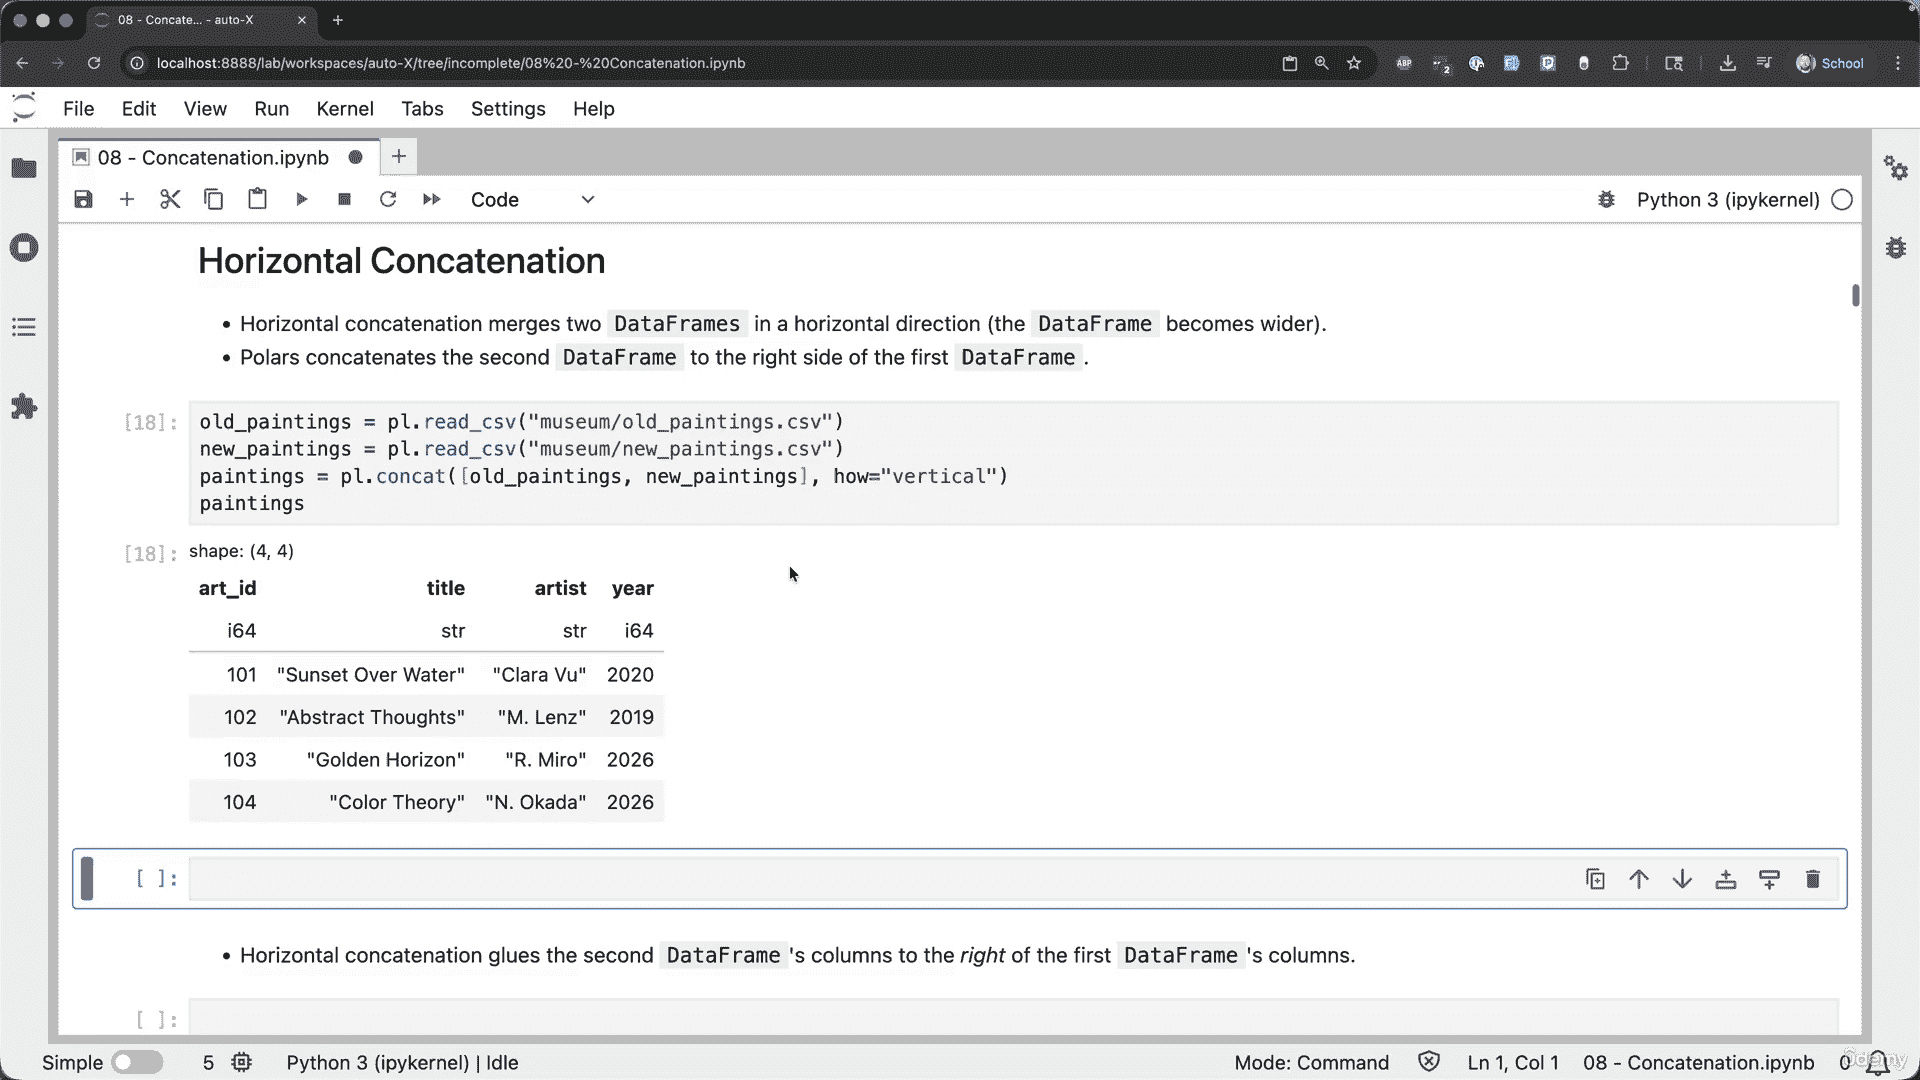 08 - Concate... - auto-X
localhost:8888/lab/workspaces/auto-X/tree/incomplete/08%20-%20Concatenation.ipynb
ABP
2
School
File Edit View Run Kernel Tabs Settings Help
08 - Concatenation.ipynb
Code
Python 3 (ipykernel)
Horizontal Concatenation
• Horizontal concatenation merges two DataFrames in a horizontal direction (the DataFrame becomes wider).
• Polars concatenates the second DataFrame to the right side of the first DataFrame.
[18]: old_paintings = pl.read_csv("museum/old_paintings.csv")
new_paintings = pl.read_csv("museum/new_paintings.csv")
paintings = pl.concat([old_paintings, new_paintings], how="vertical")
paintings
[18]: shape: (4, 4)
art_id title artist year
i64 str str i64
101 "Sunset Over Water" "Clara Vu" 2020
102 "Abstract Thoughts" "M. Lenz" 2019
103 "Golden Horizon" "R. Miro" 2026
104 "Color Theory" "N. Okada" 2026
[ ]:
• Horizontal concatenation glues the second DataFrame's columns to the right of the first DataFrame's columns.
[ ]:
Simple 5 Python 3 (ipykernel) | Idle Mode: Command Ln 1, Col 1 08 - Concatenation.ipynb 0
udemy